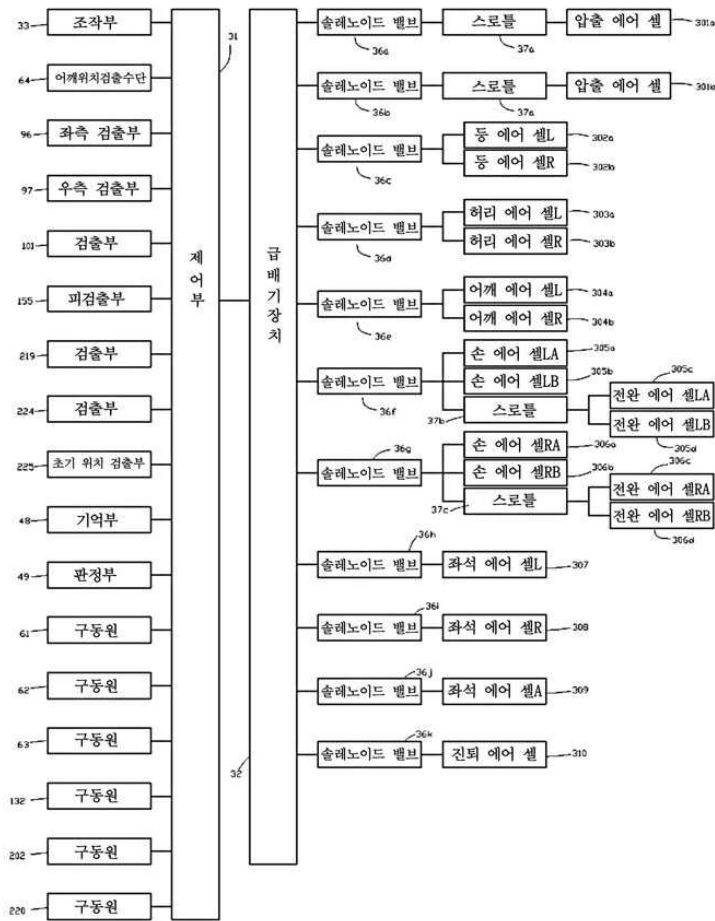 33 조작부
64 어깨위치검출수단
96 좌측 검출부
97 우측 검출부
101 검출부
155 피검출부
219 검출부
224 검출부
225 초기 위치 검출부
48 기억부
49 판정부
61 구동원
62 구동원
63 구동원
132 구동원
202 구동원
220 구동원
31
제어부
급배기장치
32
솔레노이드 밸브 스로틀 압출 에어 셀 301a
36a 37a
솔레노이드 밸브 스로틀 압출 에어 셀 301b
36b 37a
솔레노이드 밸브
36c
등 에어 셀L 302a
등 에어 셀R 302b
솔레노이드 밸브
36d
허리 에어 셀L 303a
허리 에어 셀R 303b
솔레노이드 밸브
36e
어깨 에어 셀L 304a
어깨 에어 셀R 304b
솔레노이드 밸브
36f
손 에어 셀LA 305a
손 에어 셀LB 305b
스로틀
37b
305c
전완 에어 셀LA
전완 에어 셀LB
305d
36g
솔레노이드 밸브
손 에어 셀RA 306a
손 에어 셀RB 306b
스로틀
37c
306c
전완 에어 셀RA
전완 에어 셀RB
306d
36h
솔레노이드 밸브 좌석 에어 셀L 307
36i
솔레노이드 밸브 좌석 에어 셀R 308
36j
솔레노이드 밸브 좌석 에어 셀A 309
36k
솔레노이드 밸브 진퇴 에어 셀 310